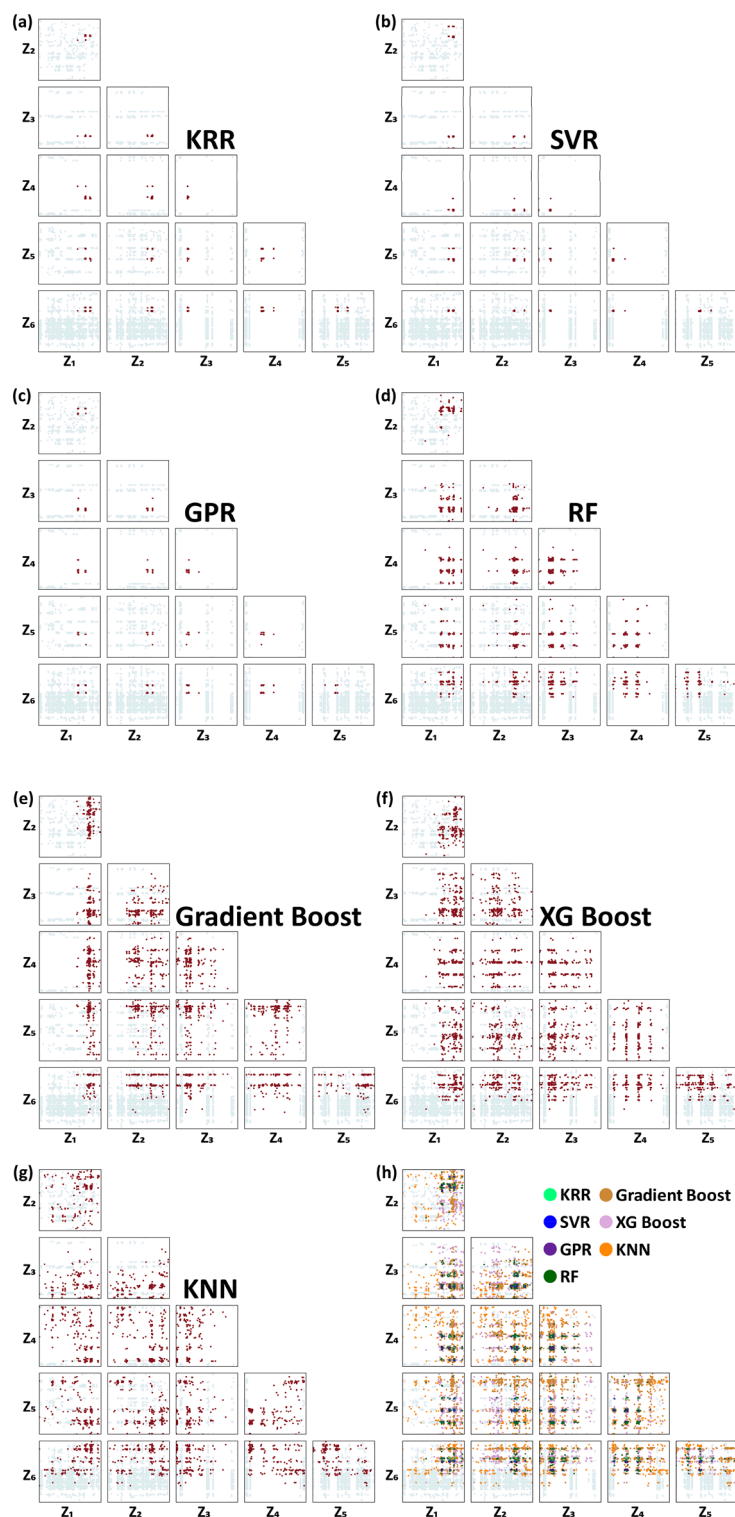 (a)
Z₂
Z₃
KRR
Z₄
Z₅
Z₆
Z₁ Z₂ Z₃ Z₄ Z₅
(b)
Z₂
Z₃
SVR
Z₄
Z₅
Z₆
Z₁ Z₂ Z₃ Z₄ Z₅
(c)
Z₂
Z₃
GPR
Z₄
Z₅
Z₆
Z₁ Z₂ Z₃ Z₄ Z₅
(d)
Z₂
Z₃
RF
Z₄
Z₅
Z₆
Z₁ Z₂ Z₃ Z₄ Z₅
(e)
Z₂
Z₃
Gradient Boost
Z₄
Z₅
Z₆
Z₁ Z₂ Z₃ Z₄ Z₅
(f)
Z₂
Z₃
XG Boost
Z₄
Z₅
Z₆
Z₁ Z₂ Z₃ Z₄ Z₅
(g)
Z₂
Z₃
KNN
Z₄
Z₅
Z₆
Z₁ Z₂ Z₃ Z₄ Z₅
(h)
KRR Gradient Boost
SVR XG Boost
GPR KNN
RF
Z₂
Z₃
Z₄
Z₅
Z₆
Z₁ Z₂ Z₃ Z₄ Z₅